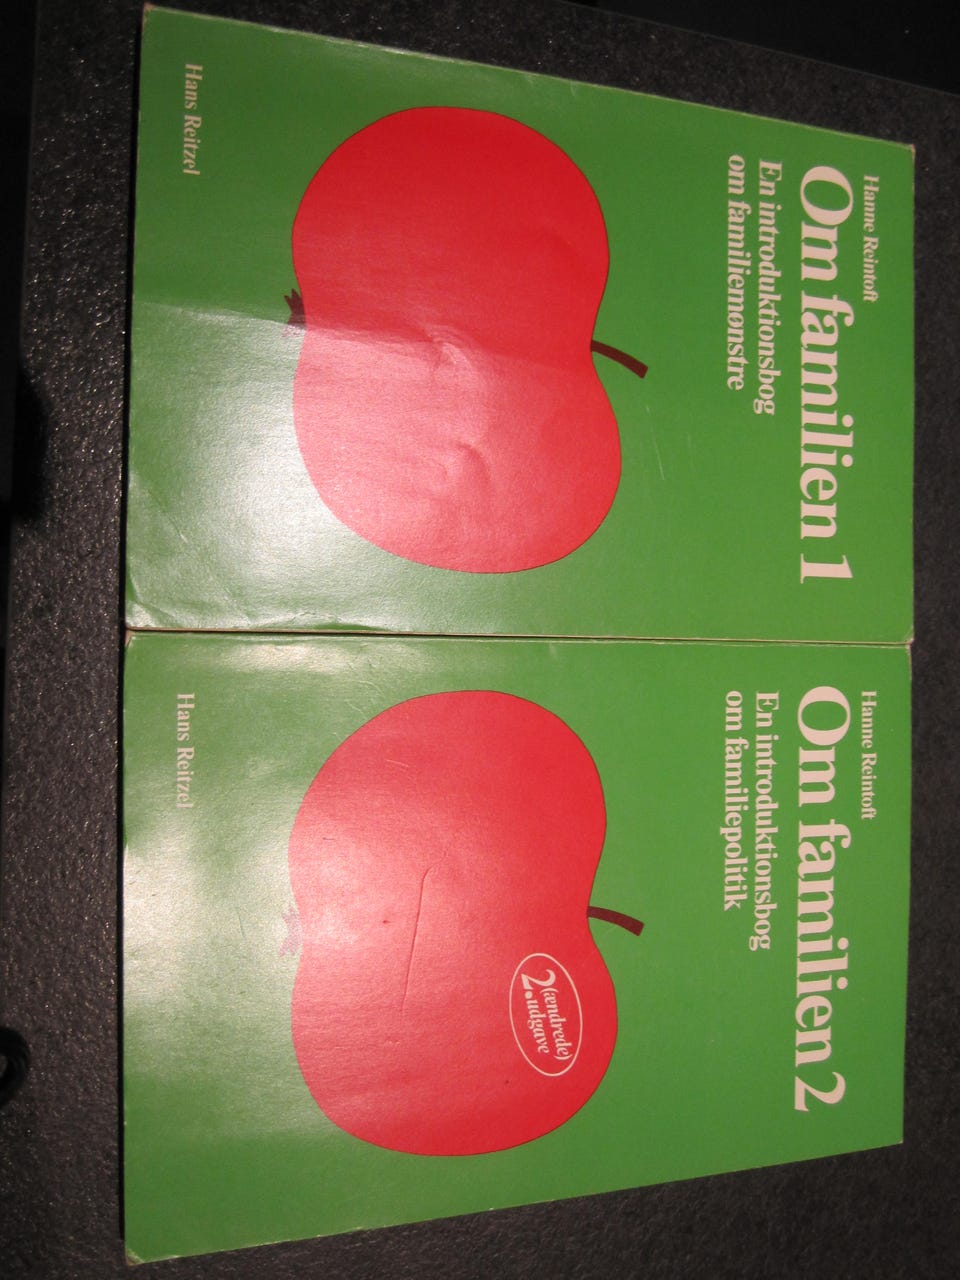 Hanne Reintoft
Om familien 1
En introduktionsbog
om familiemønstre
Hans Reitzel
Hanne Reintoft
Om familien 2
En introduktionsbog
om familiepolitik
(ændrede)
2. udgave
Hans Reitzel